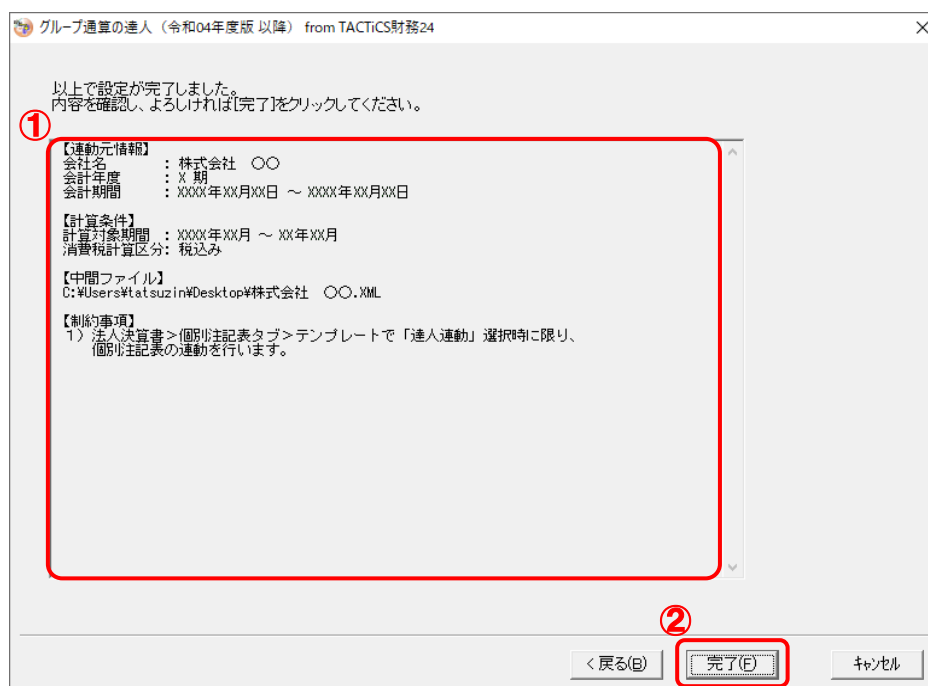 グループ通算の達人（令和04年度版 以降） from TACTiCS財務24
以上で設定が完了しました。
内容を確認し、よろしければ[完了]をクリックしてください。
①
【連動元情報】
会社名　　　：株式会社　〇〇
会計年度　　：X 期
会計期間　　：XXXX年XX月XX日 ～ XXXX年XX月XX日
【計算条件】
計算対象期間　：XXXX年XX月 ～ XX年XX月
消費税計算区分：税込み
【中間ファイル】
C:¥Users¥tatsuzin¥Desktop¥株式会社　〇〇.XML
【制約事項】
1）法人決算書>個別注記表タブ>テンプレートで「達人連動」選択時に限り、
個別注記表の連動を行います。
②
< 戻る(B)　完了(F)　キャンセル